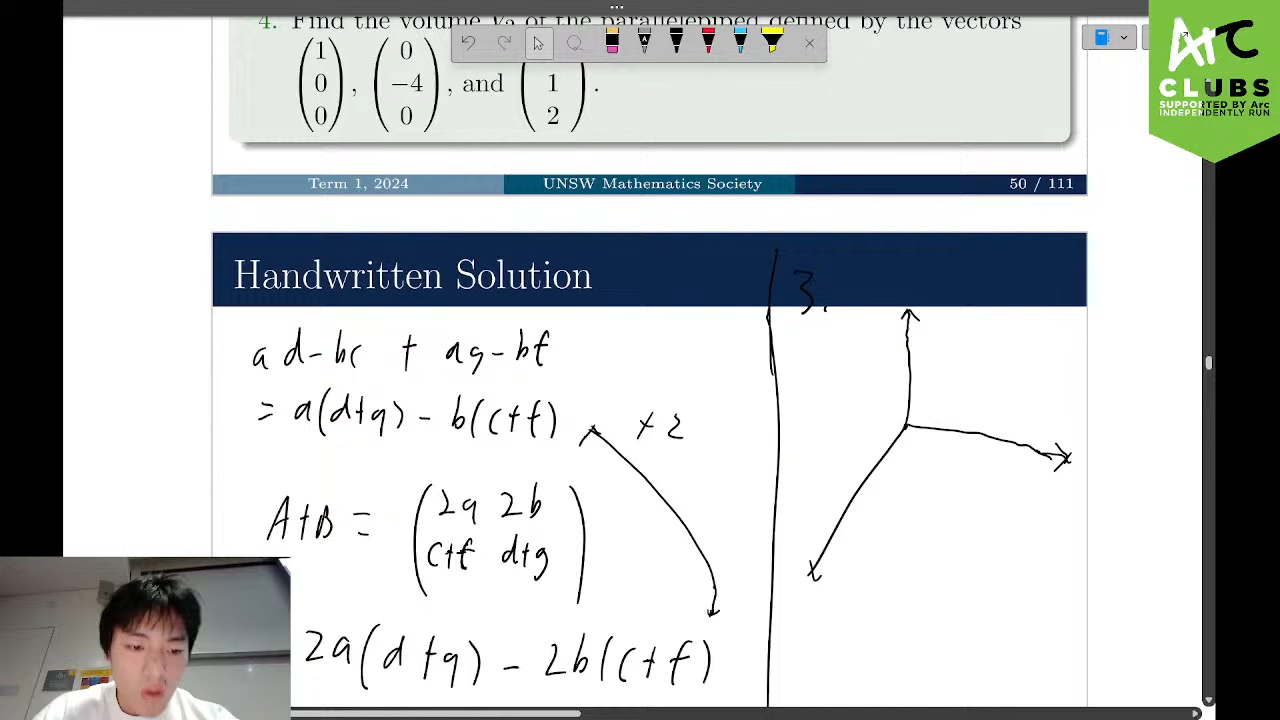 4. Find the volume V₂ of the parallelepiped defined by the vectors
(1 0 0), (0 −4 0), and ( 1 2).
Term 1, 2024 UNSW Mathematics Society 50 / 111
Arc
CLUBS
SUPPORTED BY Arc
INDEPENDENTLY RUN
Handwritten Solution
ad-bc + ag-bf
= a(d+g) - b(c+f) × 2
A+B = (2a 2b
c+f d+g)
2a(d+g) - 2b(c+f)
3.